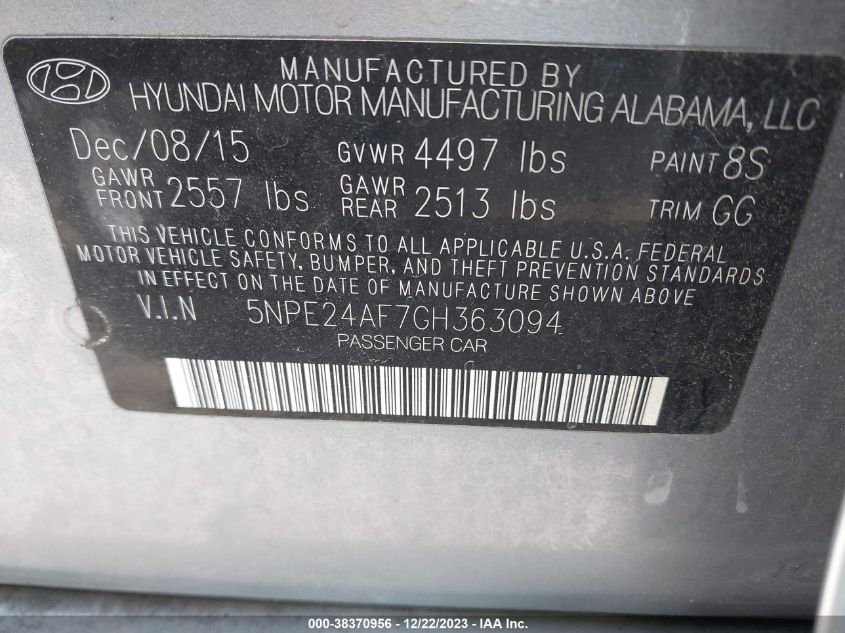 MANUFACTURED BY
HYUNDAI MOTOR MANUFACTURING ALABAMA, LLC
Dec/08/15 GVWR 4497 lbs PAINT 8S
GAWR FRONT 2557 lbs GAWR REAR 2513 lbs TRIM GG
THIS VEHICLE CONFORMS TO ALL APPLICABLE U.S.A. FEDERAL
MOTOR VEHICLE SAFETY, BUMPER, AND THEFT PREVENTION STANDARDS
IN EFFECT ON THE DATE OF MANUFACTURE SHOWN ABOVE
V.I.N 5NPE24AF7GH363094
PASSENGER CAR
000-38370956 - 12/22/2023 - IAA Inc.